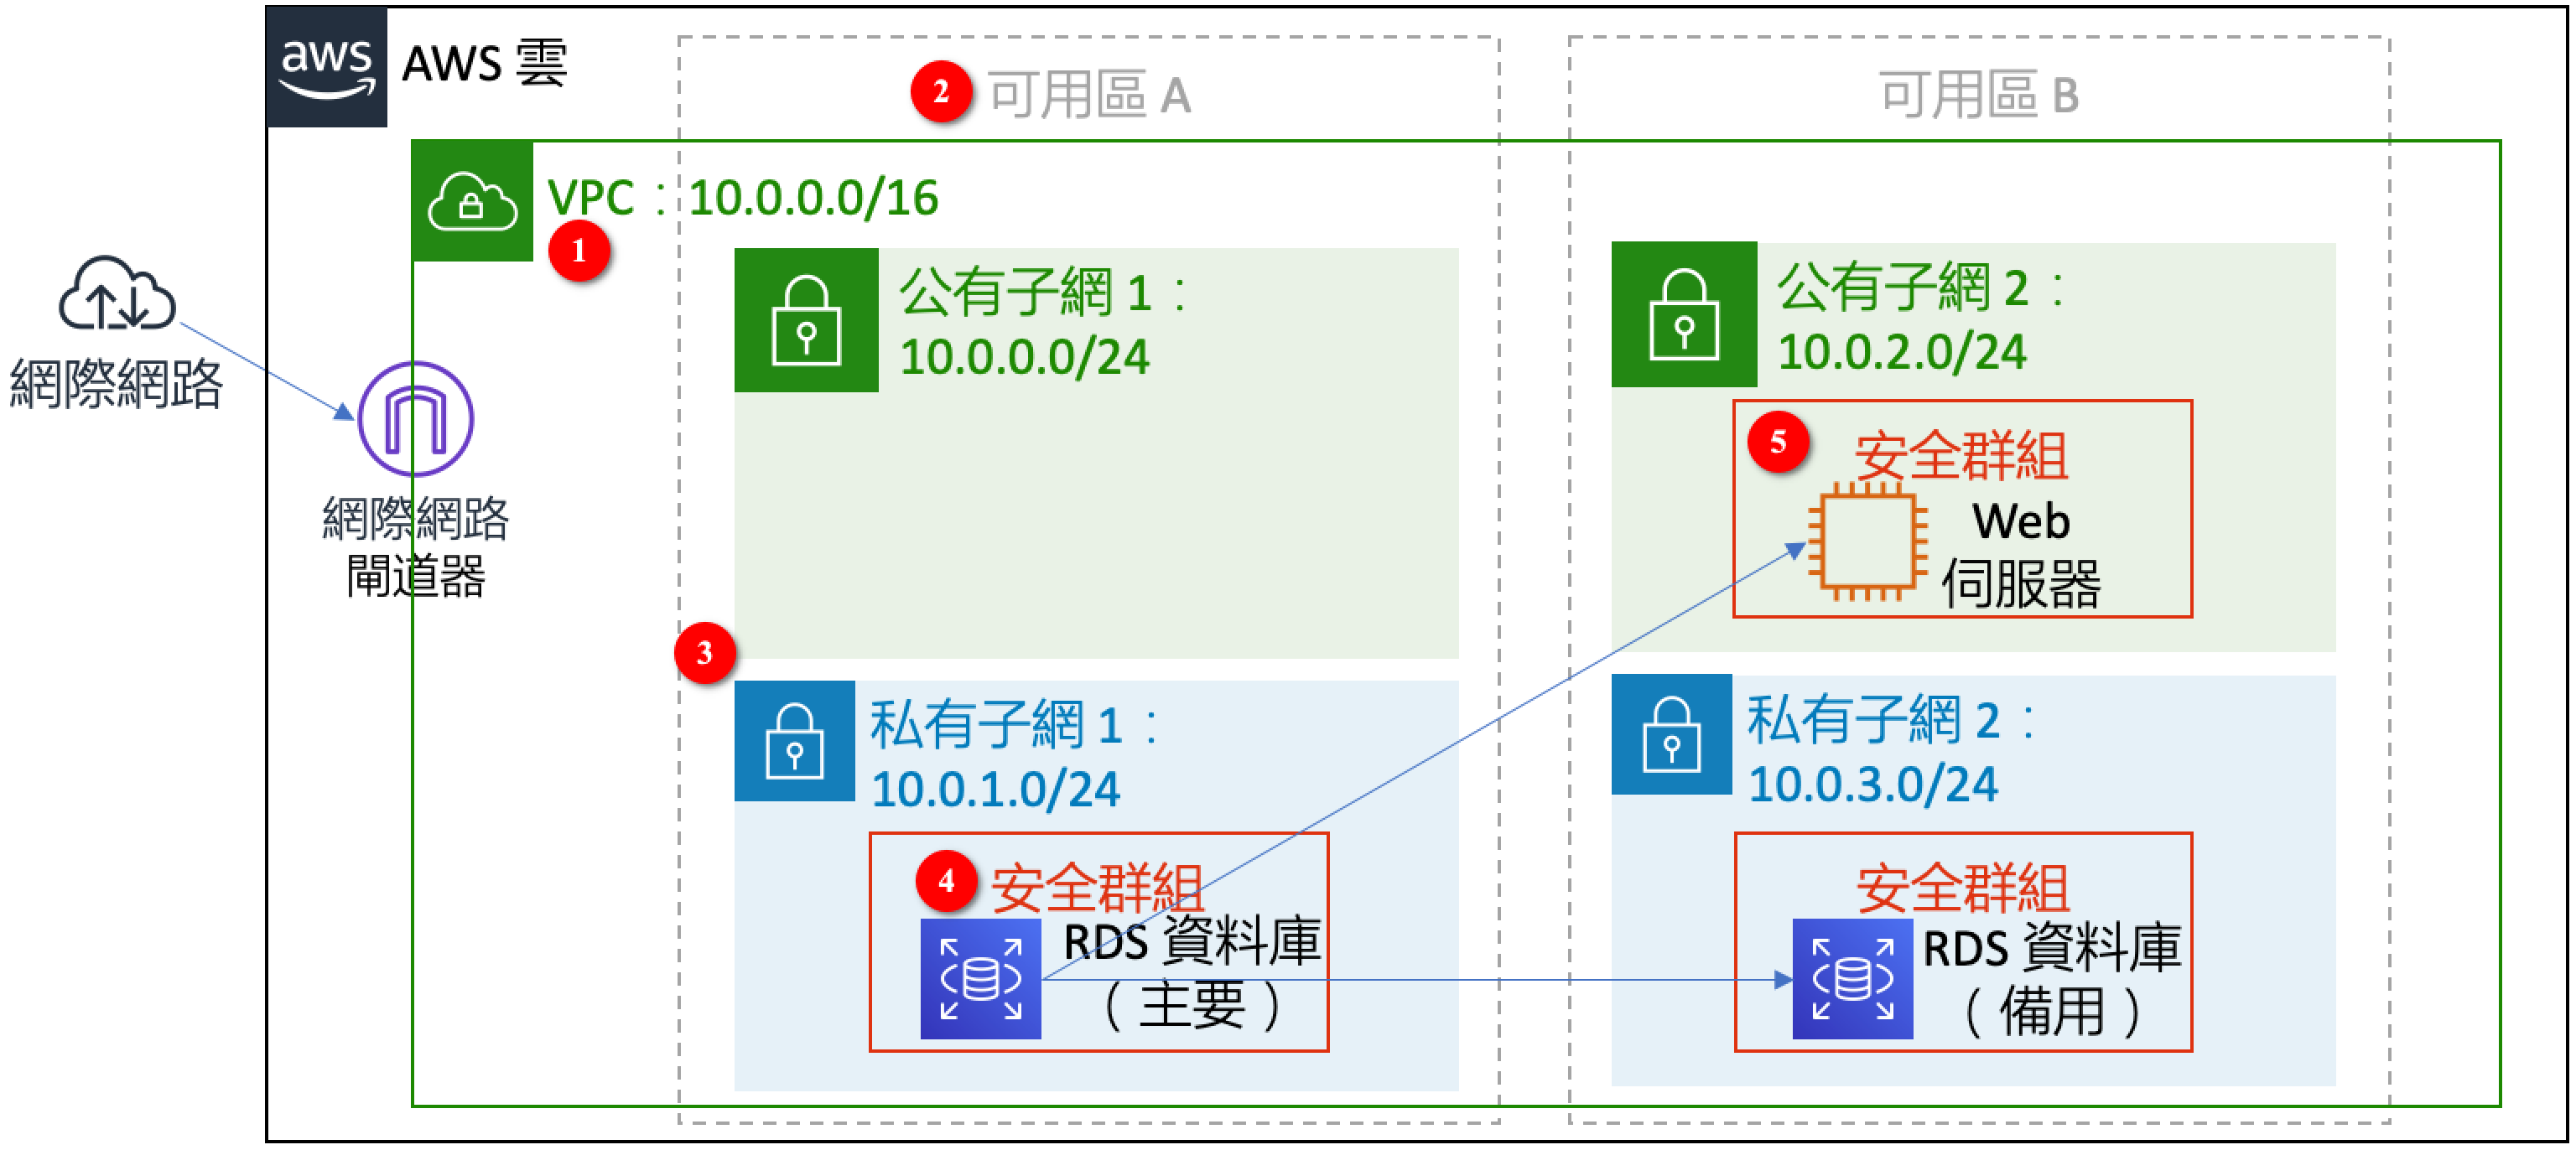 aws
AWS 雲
2
可用區 A
可用區 B
VPC：10.0.0.0/16
1
網際網路
網際網路
閘道器
公有子網 1：
10.0.0.0/24
公有子網 2：
10.0.2.0/24
5
安全群組
Web
伺服器
3
私有子網 1：
10.0.1.0/24
私有子網 2：
10.0.3.0/24
4
安全群組
RDS 資料庫
（主要）
安全群組
RDS 資料庫
（備用）